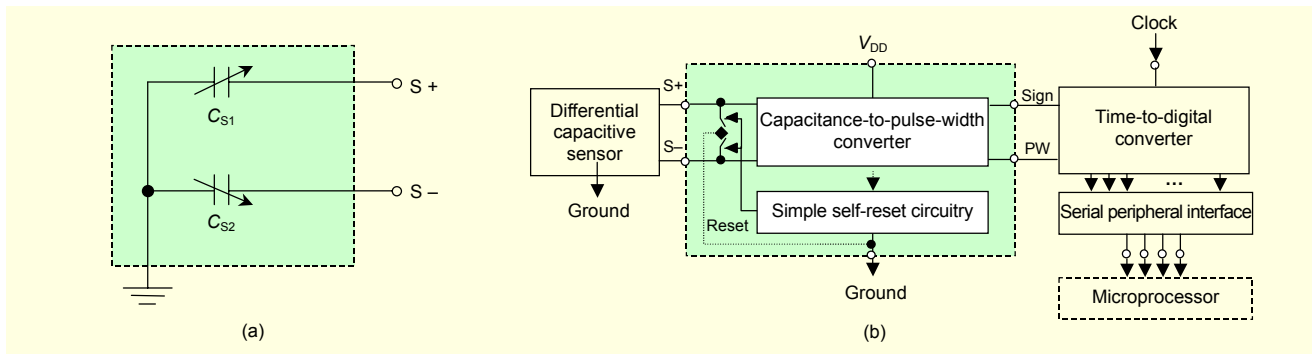 C_S1
S +
C_S2
S –
(a)
Differential
capacitive
sensor
Ground
S+
S–
V_DD
Capacitance-to-pulse-width
converter
Simple self-reset circuitry
Reset
Ground
Sign
PW
Clock
Time-to-digital
converter
...
Serial peripheral interface
Microprocessor
(b)